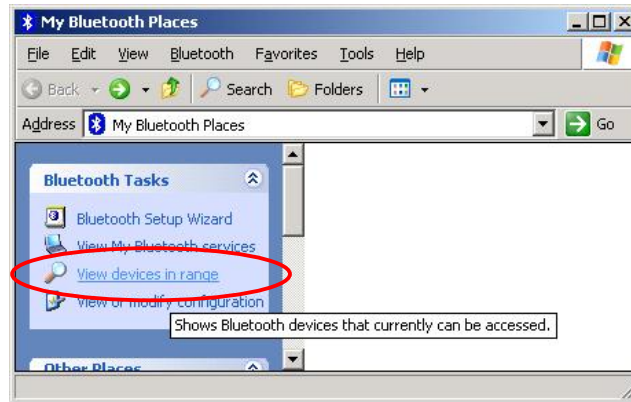 My Bluetooth Places
File Edit View Bluetooth Favorites Tools Help
Back Search Folders
Address My Bluetooth Places Go
Bluetooth Tasks
Bluetooth Setup Wizard
View My Bluetooth services
View devices in range
View or modify configuration
Shows Bluetooth devices that currently can be accessed.
Other Places